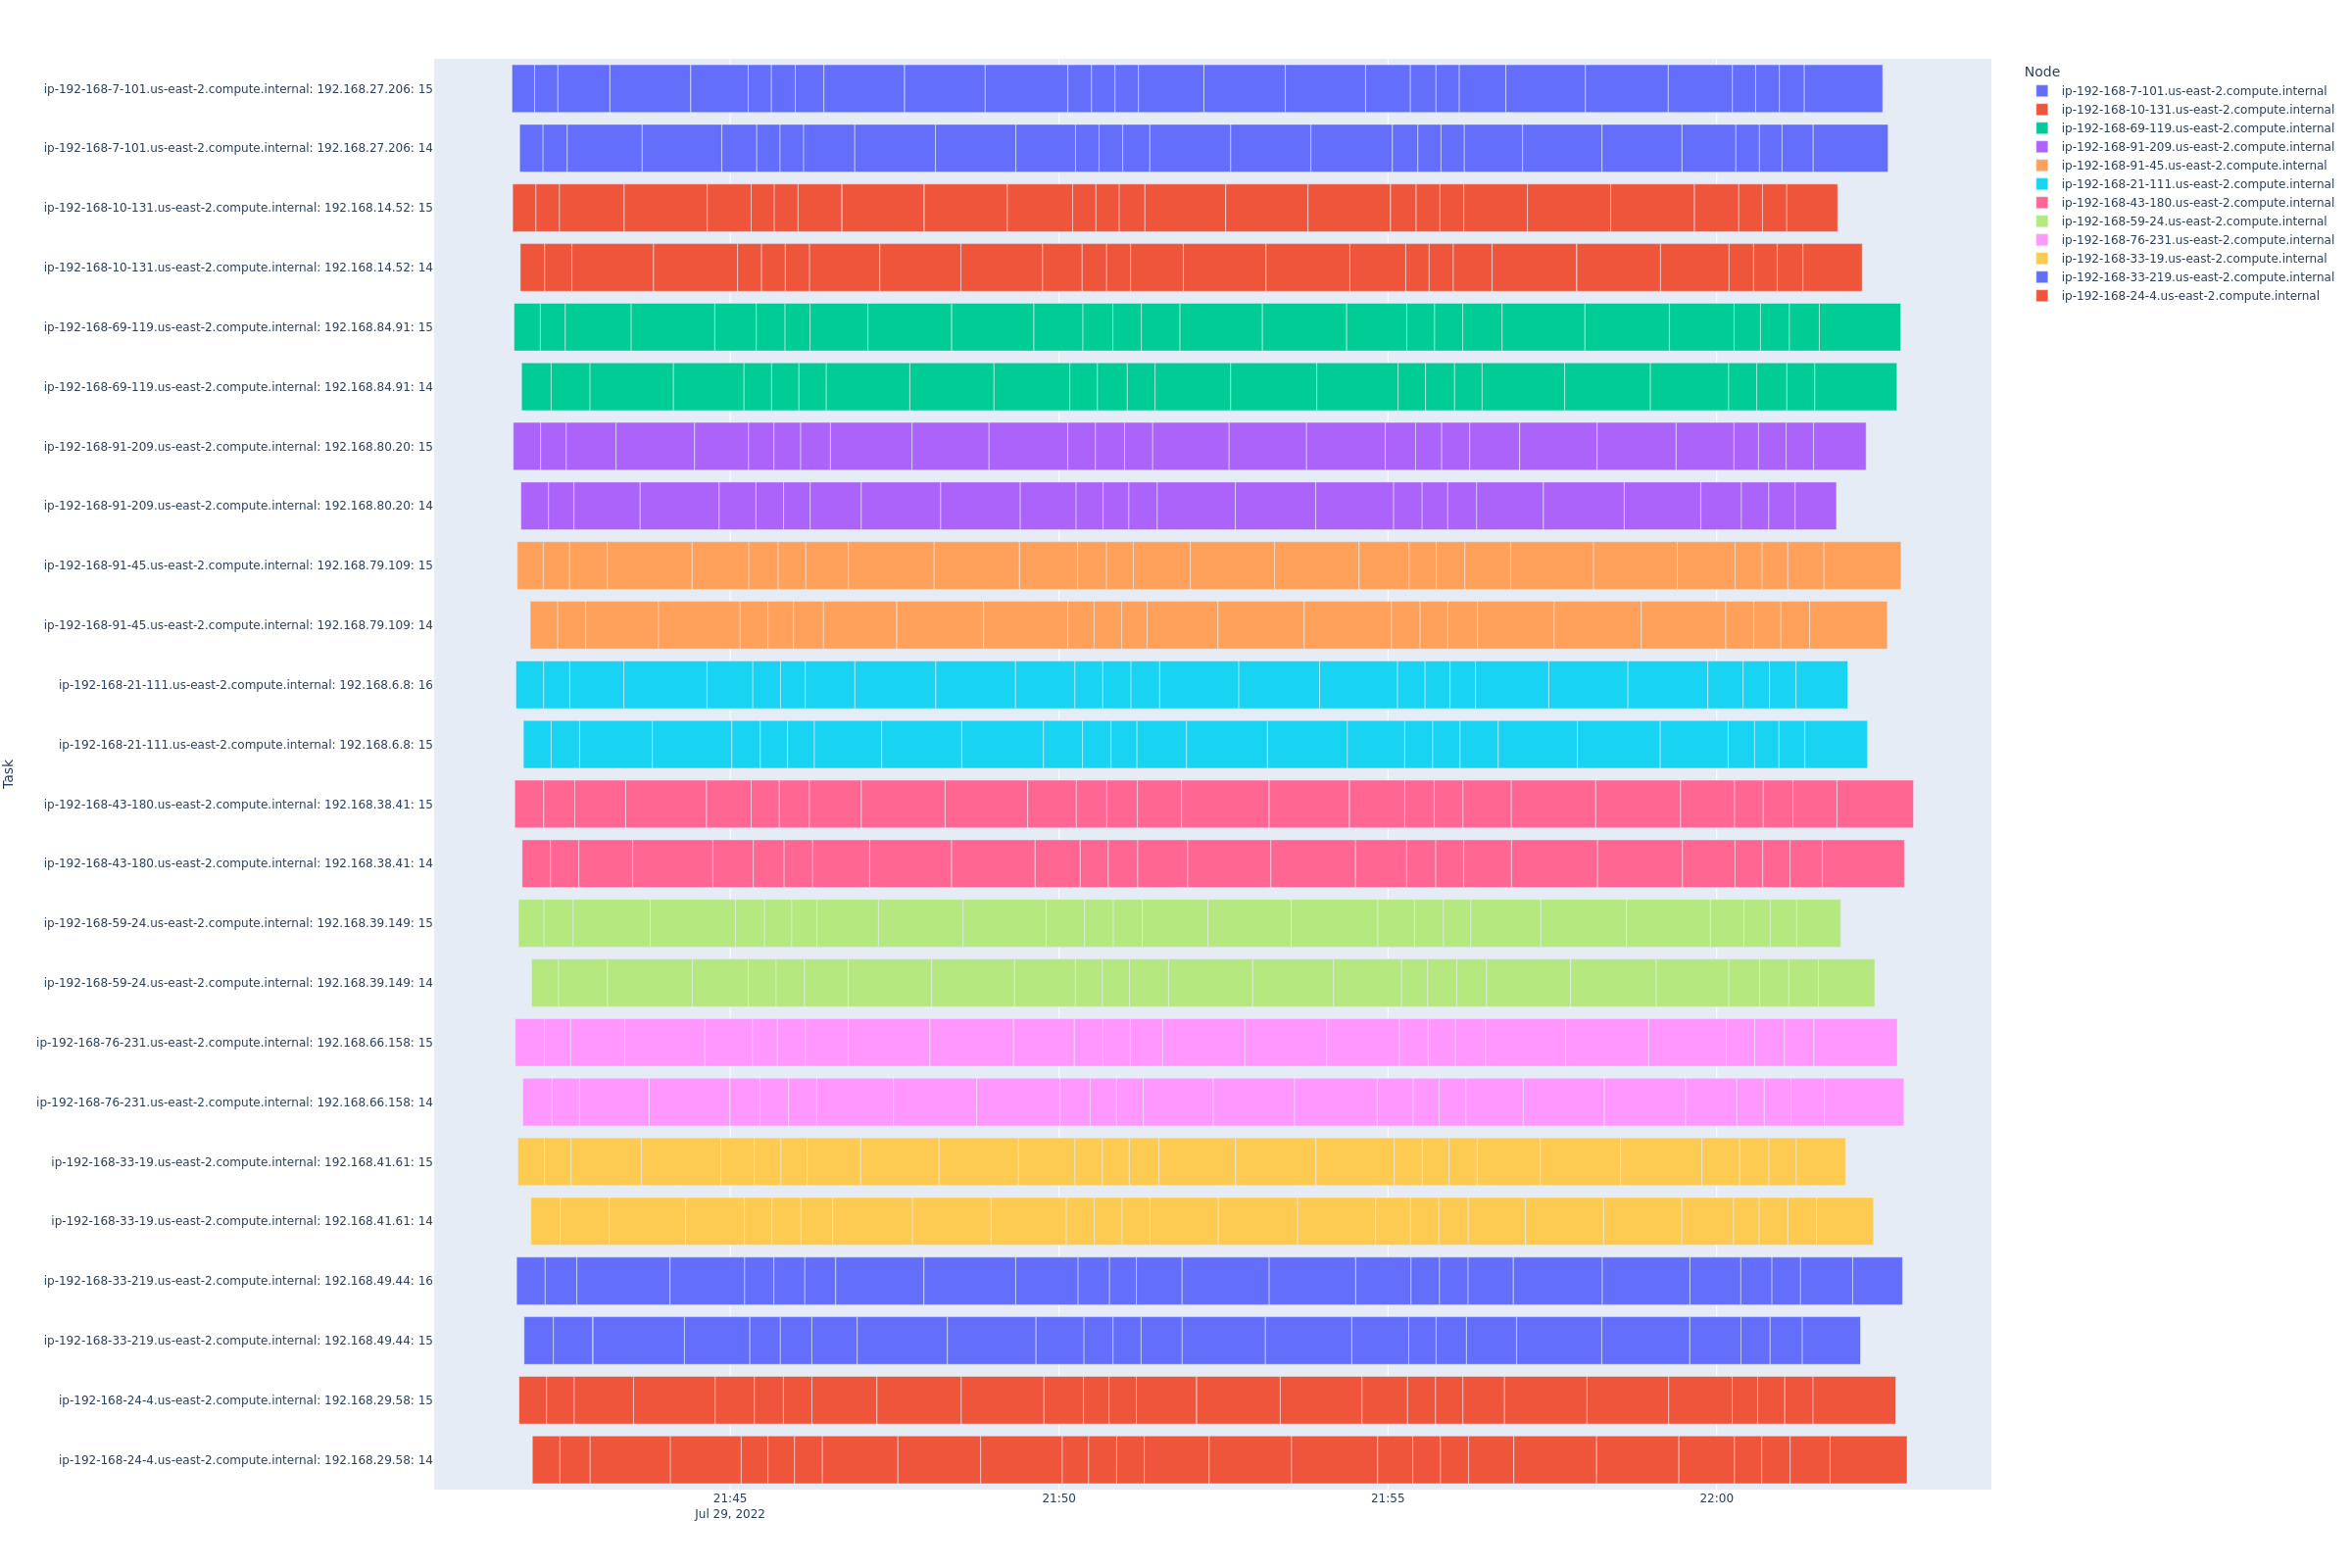 Node
ip-192-168-7-101.us-east-2.compute.internal
ip-192-168-10-131.us-east-2.compute.internal
ip-192-168-69-119.us-east-2.compute.internal
ip-192-168-91-209.us-east-2.compute.internal
ip-192-168-91-45.us-east-2.compute.internal
ip-192-168-21-111.us-east-2.compute.internal
ip-192-168-43-180.us-east-2.compute.internal
ip-192-168-59-24.us-east-2.compute.internal
ip-192-168-76-231.us-east-2.compute.internal
ip-192-168-33-19.us-east-2.compute.internal
ip-192-168-33-219.us-east-2.compute.internal
ip-192-168-24-4.us-east-2.compute.internal
Task
ip-192-168-7-101.us-east-2.compute.internal: 192.168.27.206: 15
ip-192-168-7-101.us-east-2.compute.internal: 192.168.27.206: 14
ip-192-168-10-131.us-east-2.compute.internal: 192.168.14.52: 15
ip-192-168-10-131.us-east-2.compute.internal: 192.168.14.52: 14
ip-192-168-69-119.us-east-2.compute.internal: 192.168.84.91: 15
ip-192-168-69-119.us-east-2.compute.internal: 192.168.84.91: 14
ip-192-168-91-209.us-east-2.compute.internal: 192.168.80.20: 15
ip-192-168-91-209.us-east-2.compute.internal: 192.168.80.20: 14
ip-192-168-91-45.us-east-2.compute.internal: 192.168.79.109: 15
ip-192-168-91-45.us-east-2.compute.internal: 192.168.79.109: 14
ip-192-168-21-111.us-east-2.compute.internal: 192.168.6.8: 16
ip-192-168-21-111.us-east-2.compute.internal: 192.168.6.8: 15
ip-192-168-43-180.us-east-2.compute.internal: 192.168.38.41: 15
ip-192-168-43-180.us-east-2.compute.internal: 192.168.38.41: 14
ip-192-168-59-24.us-east-2.compute.internal: 192.168.39.149: 15
ip-192-168-59-24.us-east-2.compute.internal: 192.168.39.149: 14
ip-192-168-76-231.us-east-2.compute.internal: 192.168.66.158: 15
ip-192-168-76-231.us-east-2.compute.internal: 192.168.66.158: 14
ip-192-168-33-19.us-east-2.compute.internal: 192.168.41.61: 15
ip-192-168-33-19.us-east-2.compute.internal: 192.168.41.61: 14
ip-192-168-33-219.us-east-2.compute.internal: 192.168.49.44: 16
ip-192-168-33-219.us-east-2.compute.internal: 192.168.49.44: 15
ip-192-168-24-4.us-east-2.compute.internal: 192.168.29.58: 15
ip-192-168-24-4.us-east-2.compute.internal: 192.168.29.58: 14
21:45 21:50 21:55 22:00
Jul 29, 2022